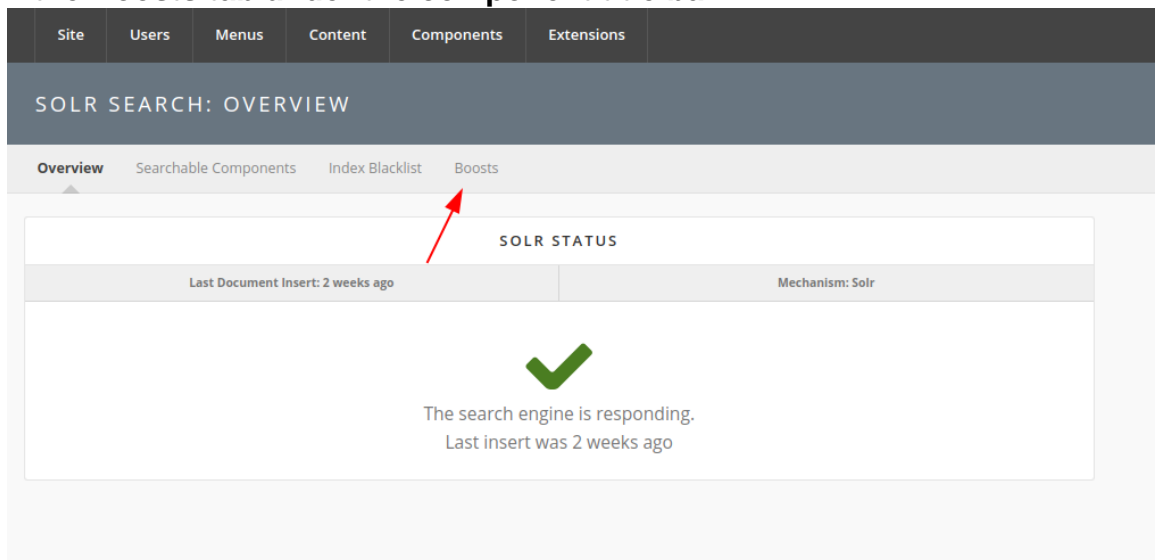 Site Users Menus Content Components Extensions
SOLR SEARCH: OVERVIEW
Overview Searchable Components Index Blacklist Boosts
SOLR STATUS
Last Document Insert: 2 weeks ago Mechanism: Solr
The search engine is responding.
Last insert was 2 weeks ago